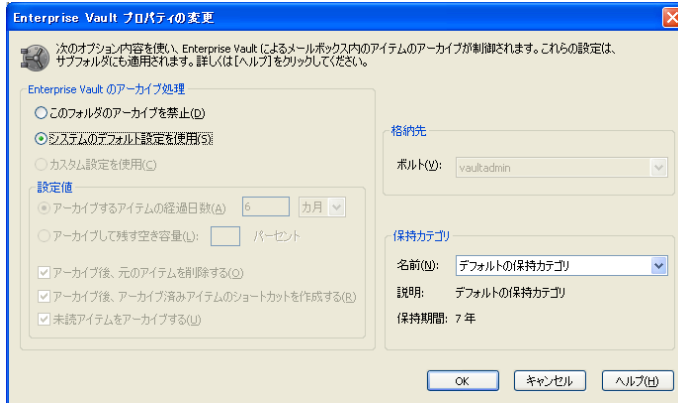 Enterprise Vault プロパティの変更
次のオプション内容を使い、Enterprise Vault によるメールボックス内のアイテムのアーカイブが制御されます。これらの設定は、
サブフォルダにも適用されます。詳しくは[ヘルプ]をクリックしてください。
Enterprise Vault のアーカイブ処理
このフォルダのアーカイブを禁止(D)
システムのデフォルト設定を使用(S)
カスタム設定を使用(C)
設定値
アーカイブするアイテムの経過日数(A) 6 カ月
アーカイブして残す空き容量(L): パーセント
アーカイブ後、元のアイテムを削除する(O)
アーカイブ後、アーカイブ済みアイテムのショートカットを作成する(R)
未読アイテムをアーカイブする(U)
格納先
ボルト(V): vaultadmin
保持カテゴリ
名前(N): デフォルトの保持カテゴリ
説明: デフォルトの保持カテゴリ
保持期間: 7 年
OK キャンセル ヘルプ(H)